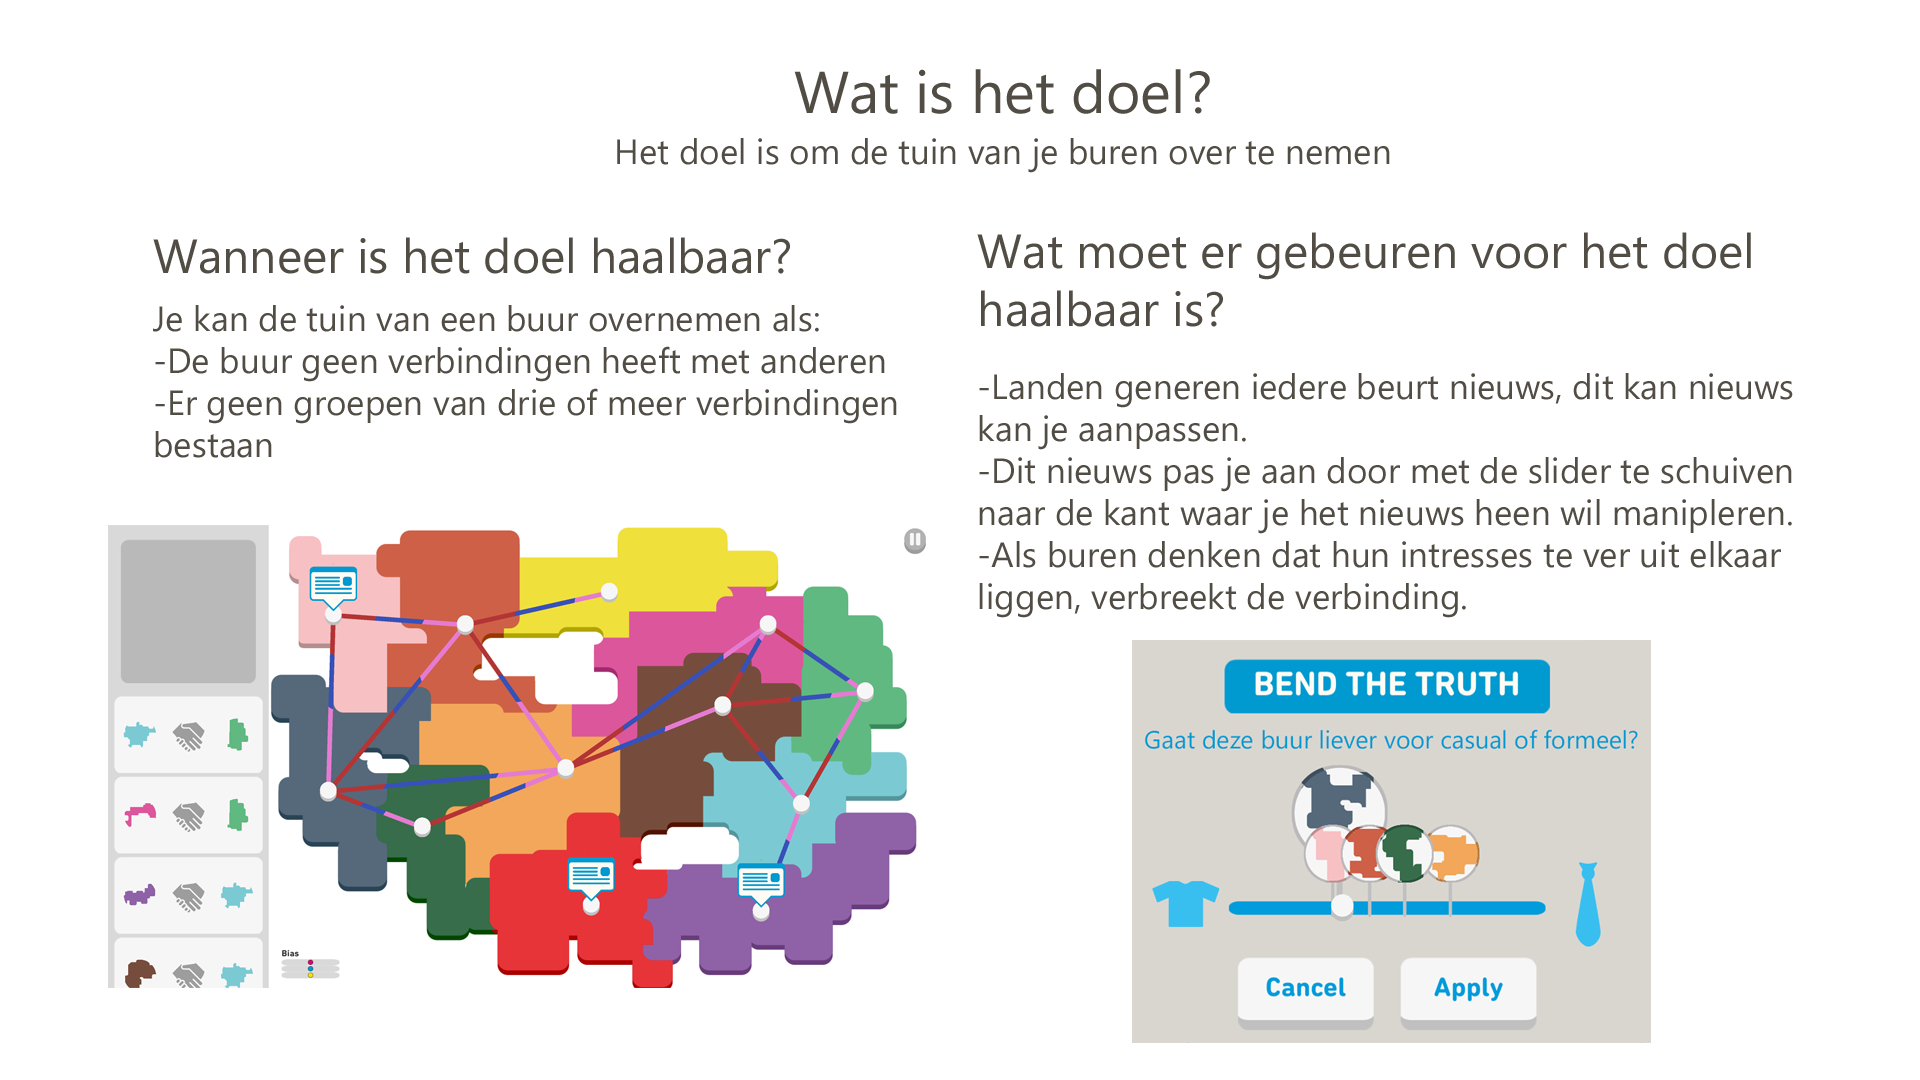 Wat is het doel?
Het doel is om de tuin van je buren over te nemen
Wanneer is het doel haalbaar?
Je kan de tuin van een buur overnemen als:
-De buur geen verbindingen heeft met anderen
-Er geen groepen van drie of meer verbindingen
bestaan
Bias
Wat moet er gebeuren voor het doel
haalbaar is?
-Landen generen iedere beurt nieuws, dit kan nieuws
kan je aanpassen.
-Dit nieuws pas je aan door met de slider te schuiven
naar de kant waar je het nieuws heen wil manipleren.
-Als buren denken dat hun intresses te ver uit elkaar
liggen, verbreekt de verbinding.
BEND THE TRUTH
Gaat deze buur liever voor casual of formeel?
Cancel
Apply